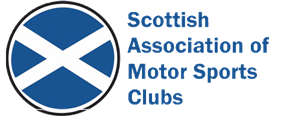 Scottish
Association of
Motor Sports
Clubs